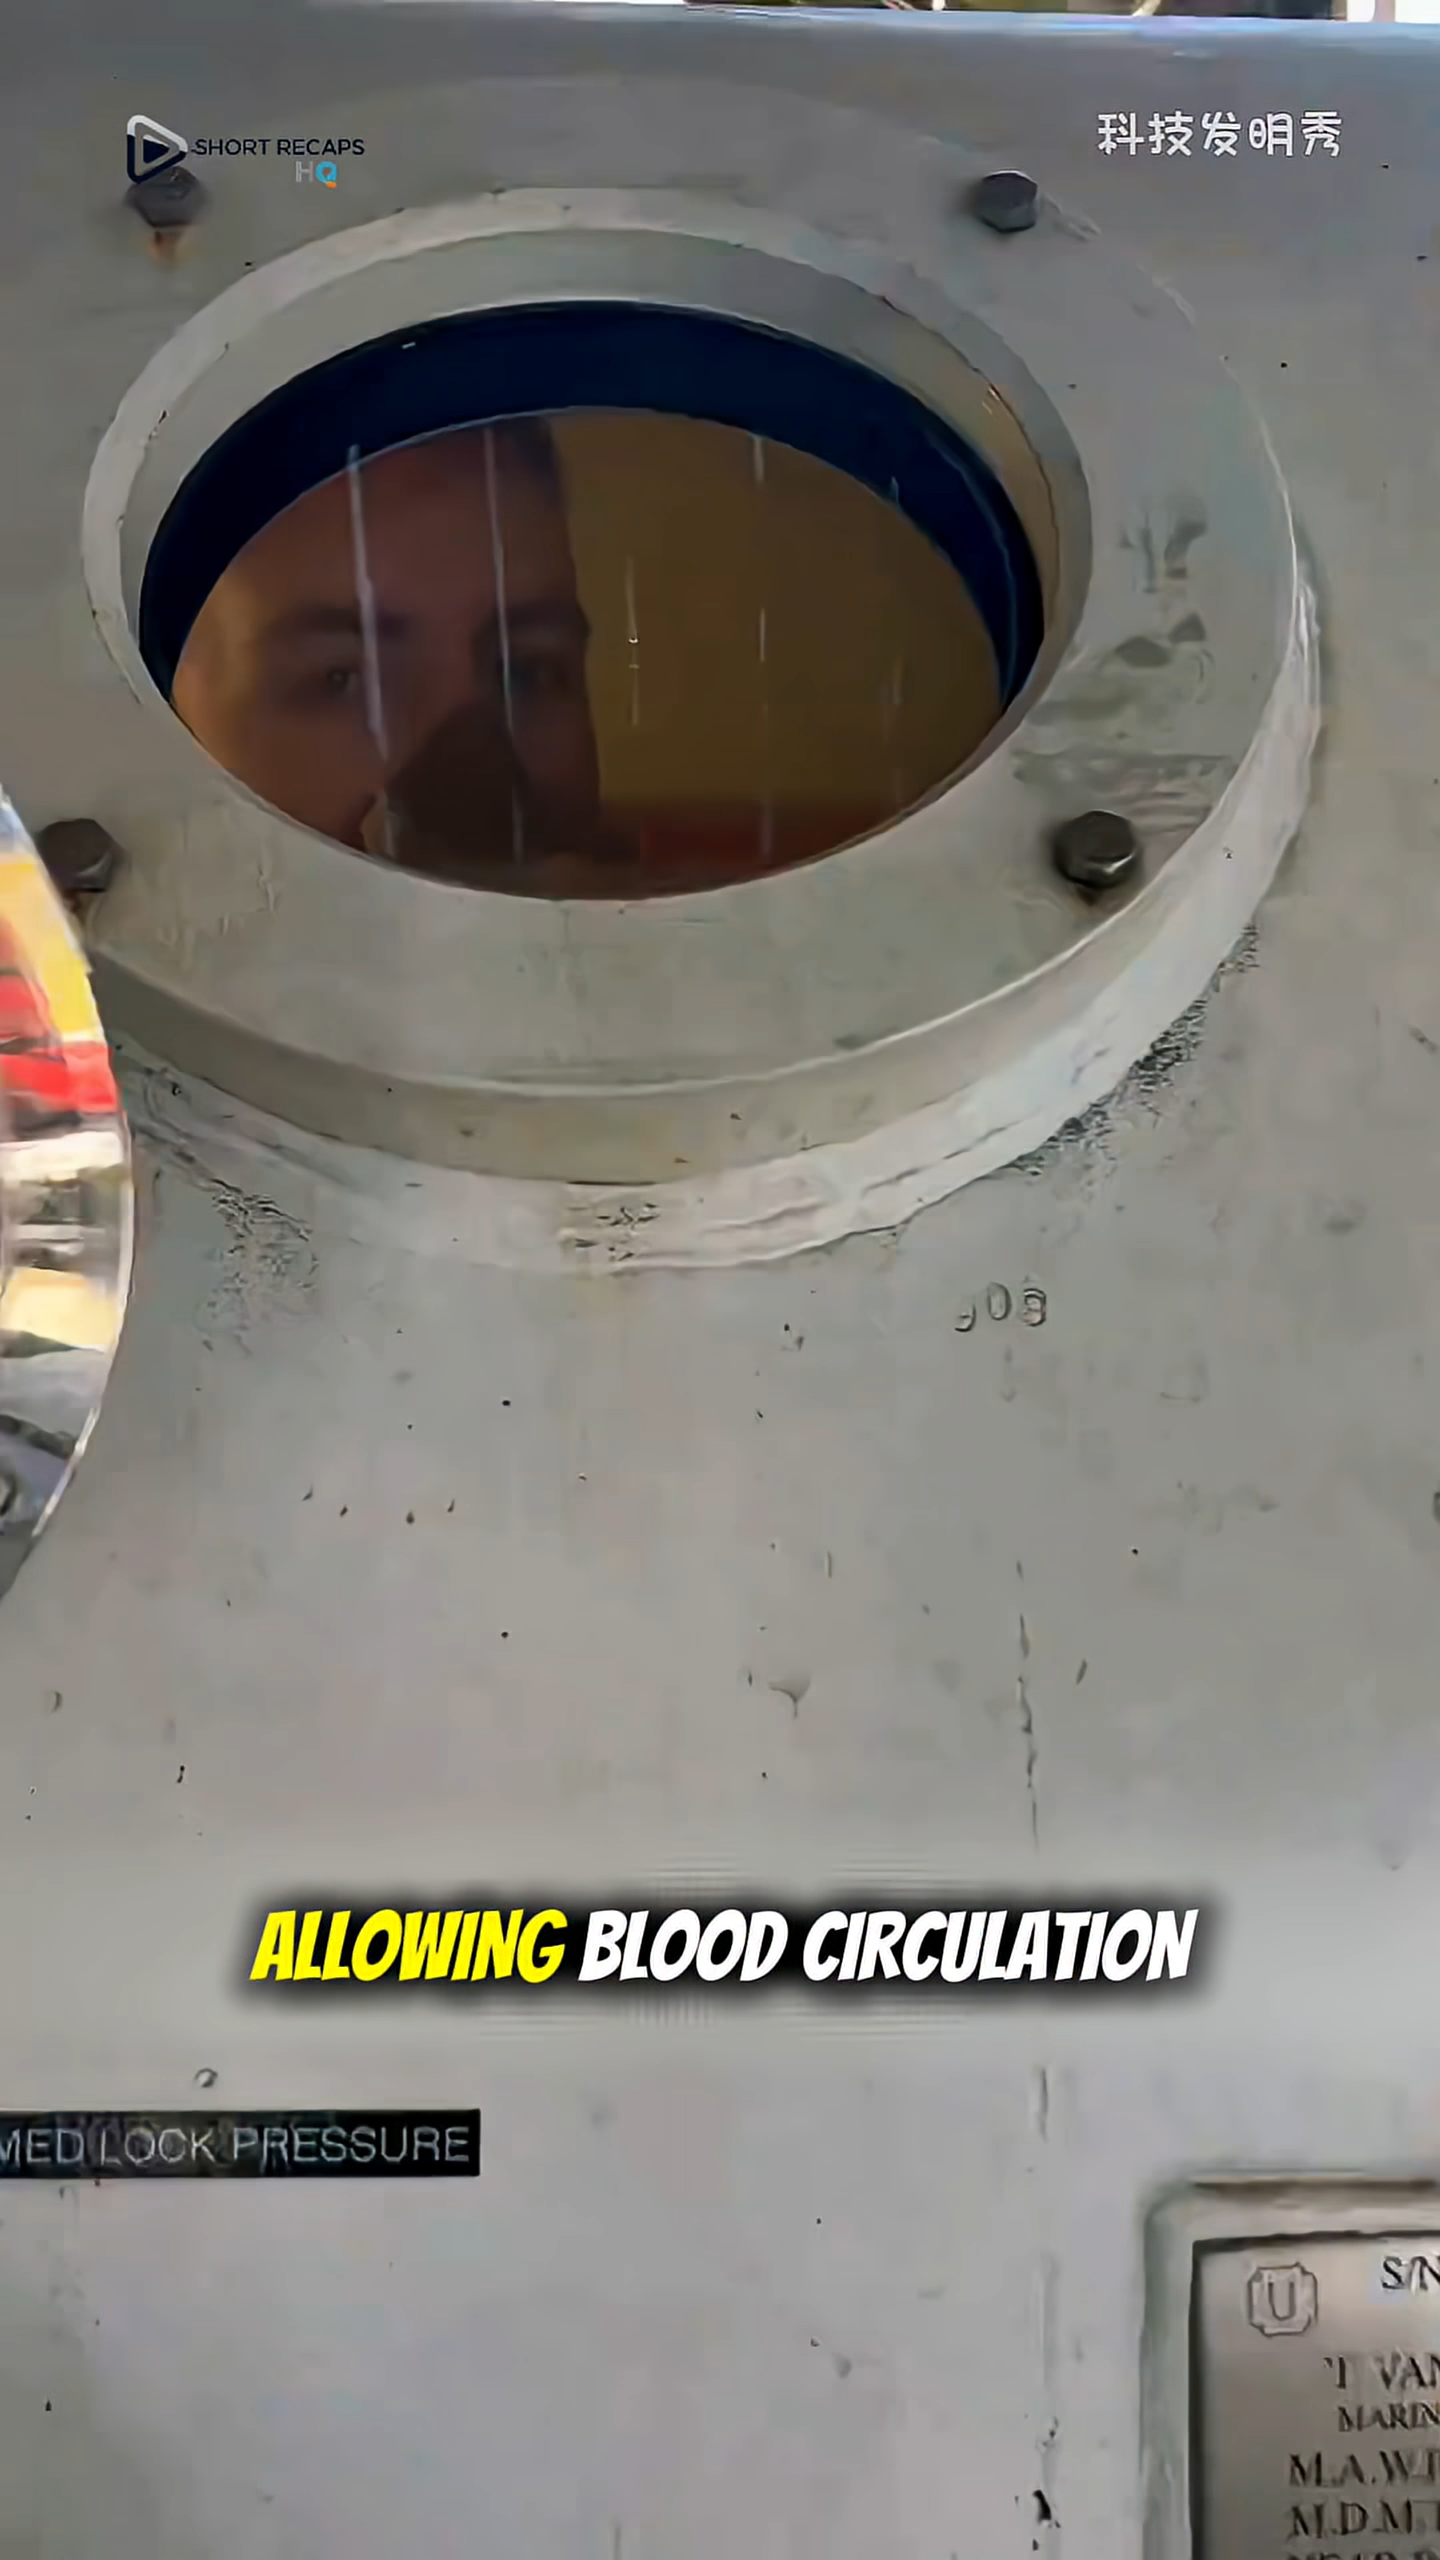 SHORT RECAPS
HQ
科技发明秀
908
ALLOWING BLOOD CIRCULATION
MED LOCK PRESSURE
U
S/N
MARIN
M.A.W.P
M.D.M.T